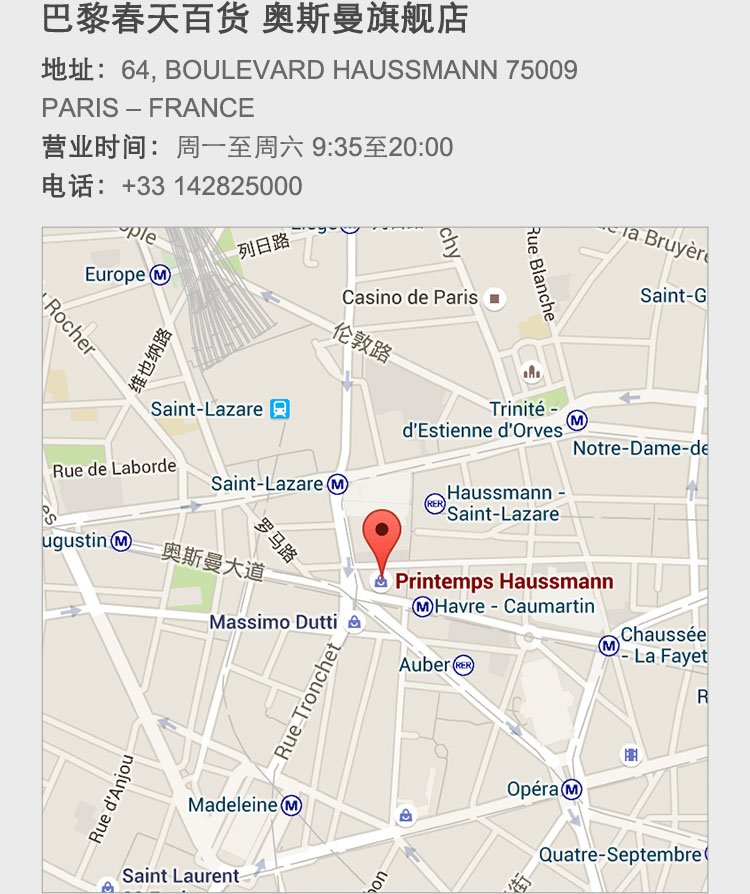 巴黎春天百货 奥斯曼旗舰店
地址：64, BOULEVARD HAUSSMANN 75009
PARIS – FRANCE
营业时间：周一至周六 9:35至20:00
电话：+33 142825000
列日路
chy
Rue Blanche
de la Bruyère
Europe M
Casino de Paris
Saint-G
Rocher
维也纳路
伦敦路
Saint-Lazare
Trinité -
d'Estienne d'Orves M
Notre-Dame-de
Rue de Laborde
Saint-Lazare M
RER Haussmann -
Saint-Lazare
ugustin M
罗马路
奥斯曼大道
Printemps Haussmann
M Havre - Caumartin
Massimo Dutti
M Chaussée
- La Fayet
Auber RER
Rue Tronchet
R
Rue d'Anjou
Opéra M
Madeleine M
Quatre-Septembre
Saint Laurent
街